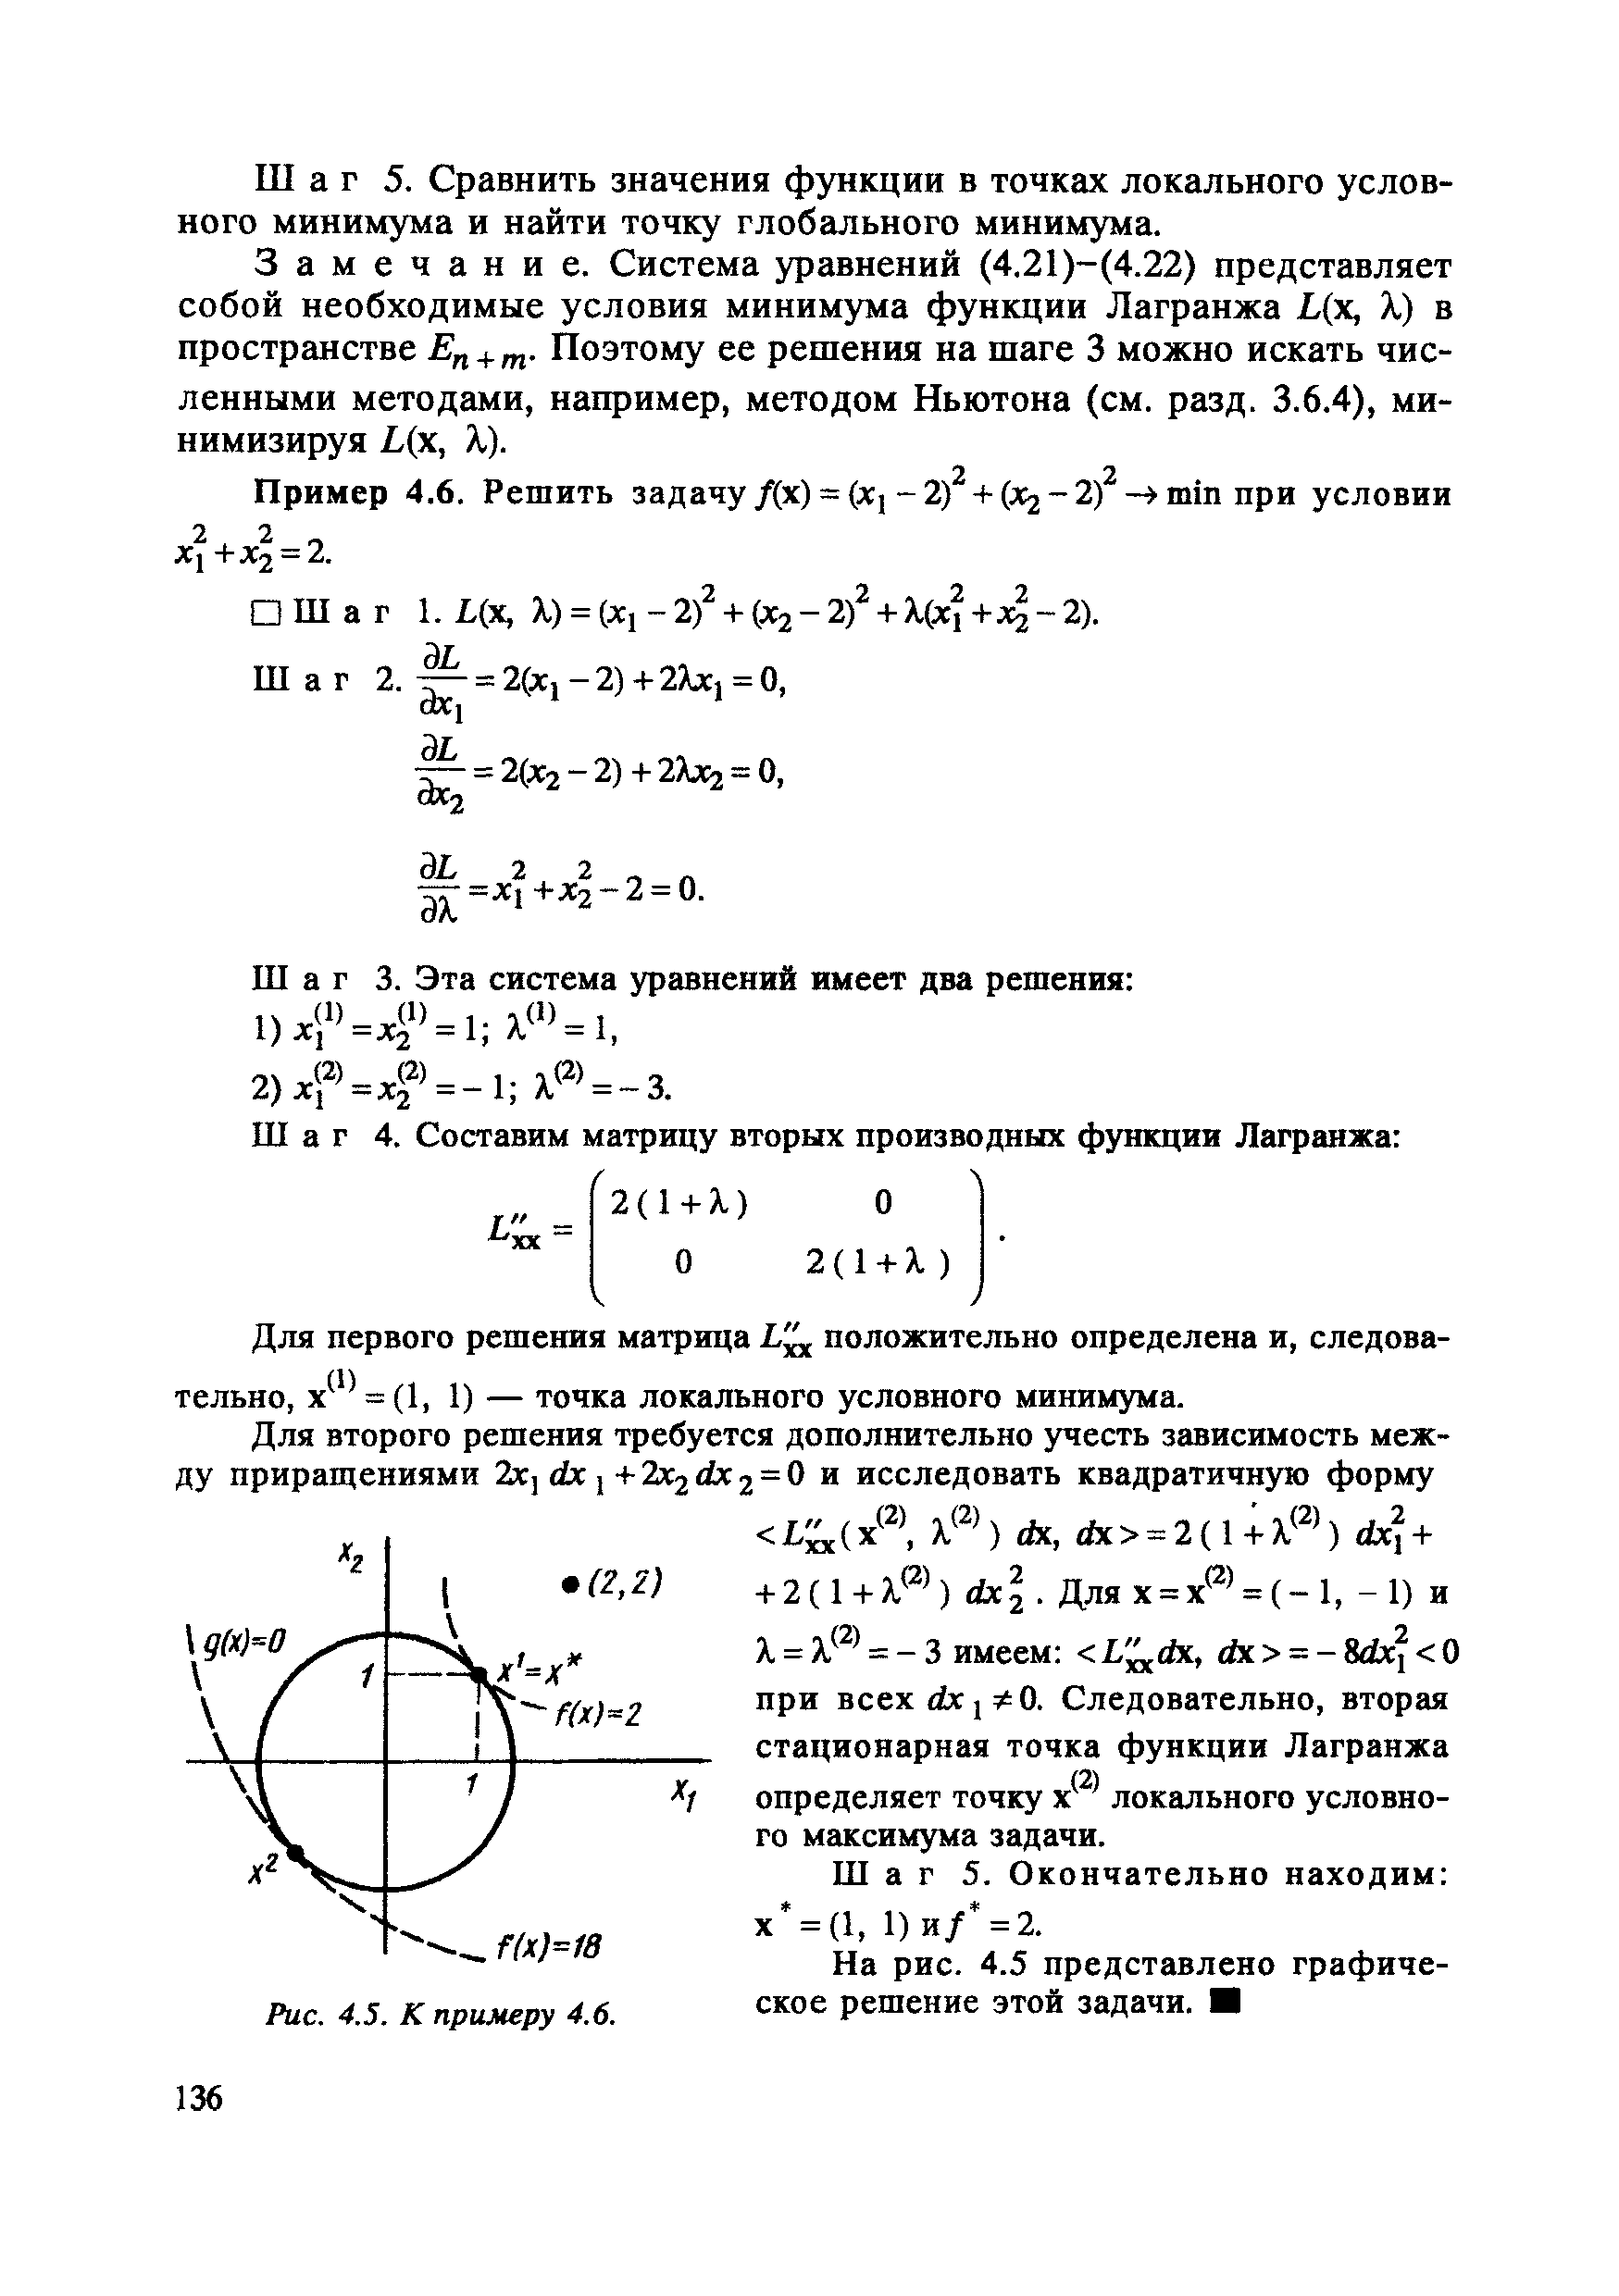 Ш а г 5. Сравнить значения функции в точках локального услов-
ного минимума и найти точку глобального минимума.
З а м е ч а н и е. Система уравнений (4.21)–(4.22) представляет
собой необходимые условия минимума функции Лагранжа L(x, λ) в
пространстве Eₙ₊ₘ. Поэтому ее решения на шаге 3 можно искать чис-
ленными методами, например, методом Ньютона (см. разд. 3.6.4), ми-
нимизируя L(x, λ).
Пример 4.6. Решить задачу f(x) = (x₁ − 2)² + (x₂ − 2)² → min при условии
x₁² + x₂² = 2.
□ Ш а г 1. L(x, λ) = (x₁ − 2)² + (x₂ − 2)² + λ(x₁² + x₂² − 2).
Ш а г 2. ∂L/∂x₁ = 2(x₁ − 2) + 2λx₁ = 0,
∂L/∂x₂ = 2(x₂ − 2) + 2λx₂ = 0,
∂L/∂λ = x₁² + x₂² − 2 = 0.
Ш а г 3. Эта система уравнений имеет два решения:
1) x₁⁽¹⁾ = x₂⁽¹⁾ = 1; λ⁽¹⁾ = 1,
2) x₁⁽²⁾ = x₂⁽²⁾ = − 1; λ⁽²⁾ = − 3.
Ш а г 4. Составим матрицу вторых производных функции Лагранжа:
2 ( 1 + λ ) 0
L″xx = .
0 2 ( 1 + λ )
Для первого решения матрица L″xx положительно определена и, следова-
тельно, x⁽¹⁾ = (1, 1) — точка локального условного минимума.
Для второго решения требуется дополнительно учесть зависимость меж-
ду приращениями 2x₁ dx₁ + 2x₂ dx₂ = 0 и исследовать квадратичную форму
< L″xx ( x⁽²⁾, λ⁽²⁾ ) dx, dx > = 2 ( 1 + λ⁽²⁾ ) dx₁² +
+ 2 ( 1 + λ⁽²⁾ ) dx₂² . Для x = x⁽²⁾ = ( − 1, − 1) и
λ = λ⁽²⁾ = − 3 имеем: < L″xx dx, dx > = − 8dx₁² < 0
при всех dx₁ ≠ 0. Следовательно, вторая
стационарная точка функции Лагранжа
определяет точку x⁽²⁾ локального условно-
го максимума задачи.
Ш а г 5. Окончательно находим:
x* = (1, 1) и f* = 2.
На рис. 4.5 представлено графиче-
ское решение этой задачи. ■
x₂
(2,2)
g(x)=0
1
x¹=x*
f(x)=2
1
x₁
x²
f(x)=18
Рис. 4.5. К примеру 4.6.
136